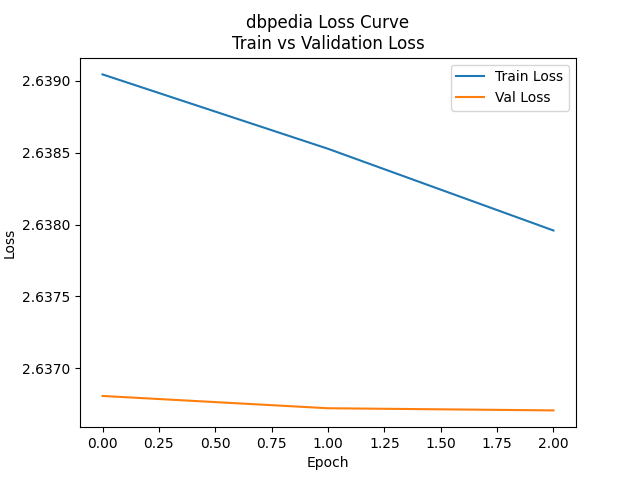 dbpedia Loss Curve
Train vs Validation Loss
Train Loss
Val Loss
2.6390
2.6385
2.6380
2.6375
2.6370
Loss
0.00 0.25 0.50 0.75 1.00 1.25 1.50 1.75 2.00
Epoch